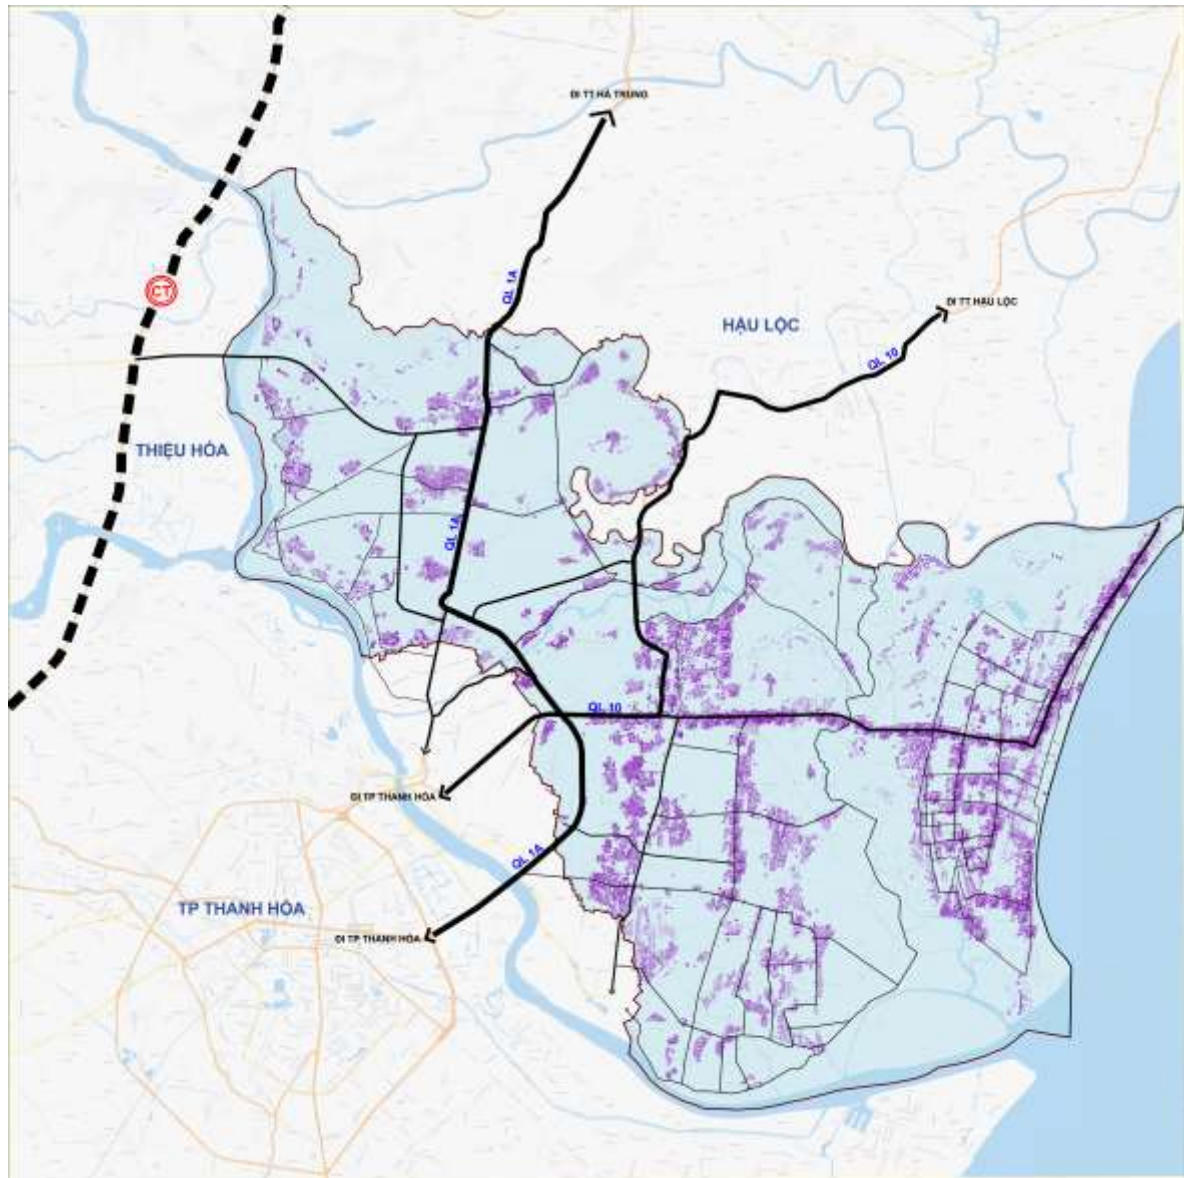 ĐI TT HÀ TRUNG
QL 1A
CT
ĐI TT HẬU LỘC
HẬU LỘC
QL 10
THIỆU HÓA
QL 1A
QL 10
ĐI TP THANH HÓA
QL 1A
TP THANH HÓA
ĐI TP THANH HÓA